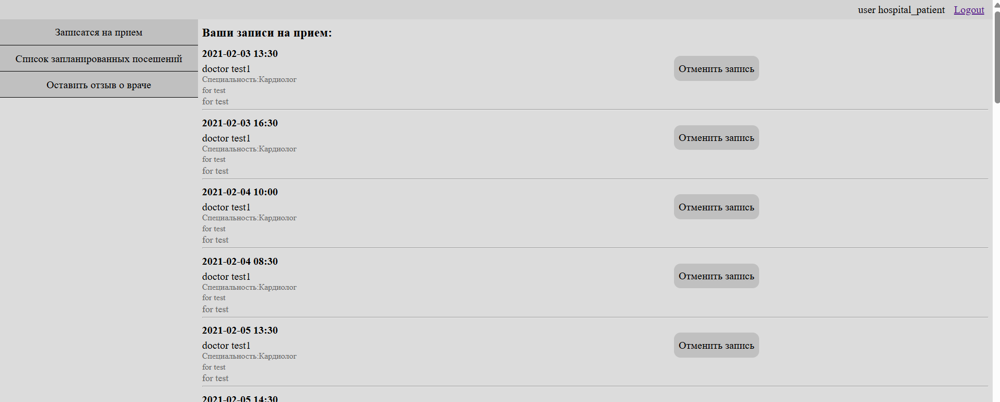 user hospital_patient Logout
Записатся на прием
Список запланированных посешений
Оставить отзыв о враче
Ваши записи на прием:
2021-02-03 13:30
doctor test1
Специальность:Кардиолог
for test
for test
Отменить запись
2021-02-03 16:30
doctor test1
Специальность:Кардиолог
for test
for test
Отменить запись
2021-02-04 10:00
doctor test1
Специальность:Кардиолог
for test
for test
Отменить запись
2021-02-04 08:30
doctor test1
Специальность:Кардиолог
for test
for test
Отменить запись
2021-02-05 13:30
doctor test1
Специальность:Кардиолог
for test
for test
Отменить запись
2021-02-05 14:30